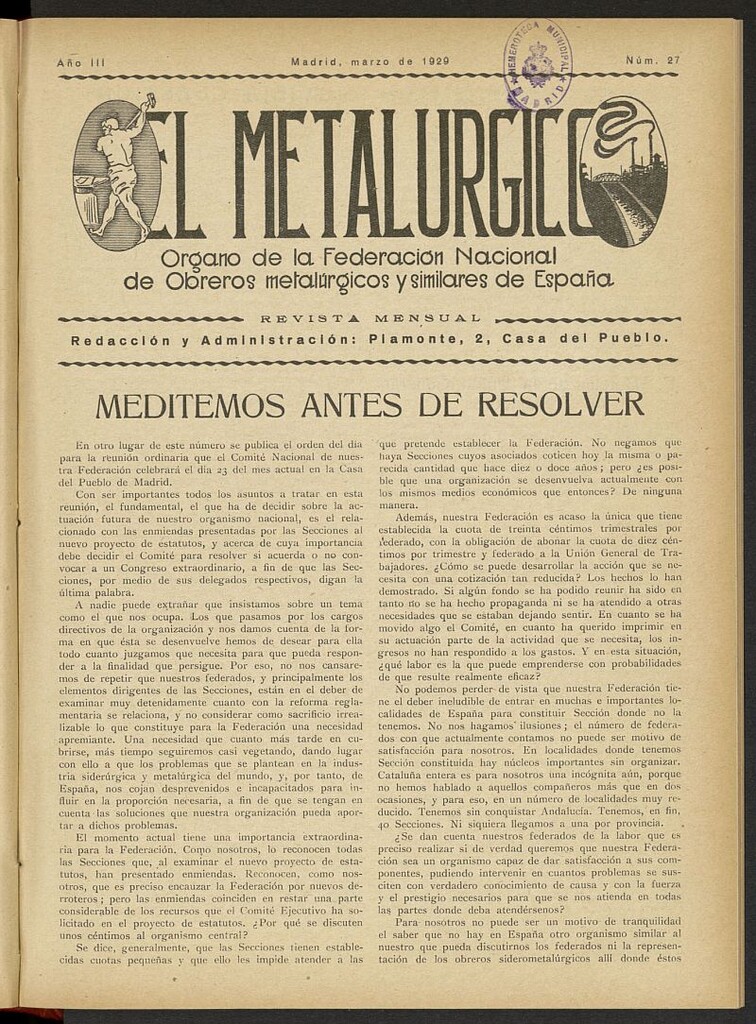 Año III
Madrid, marzo de 1929
Núm. 27
HEMEROTECA MUNICIPAL
MADRID
EL METALURGICO
Organo de la Federación Nacional
de Obreros metalúrgicos y similares de España
REVISTA MENSUAL
Redacción y Administración: Piamonte, 2, Casa del Pueblo.
MEDITEMOS ANTES DE RESOLVER
En otro lugar de este número se publica el orden del día
para la reunión ordinaria que el Comité Nacional de nues-
tra Federación celebrará el día 23 del mes actual en la Casa
del Pueblo de Madrid.
Con ser importantes todos los asuntos a tratar en esta
reunión, el fundamental, el que ha de decidir sobre la ac-
tuación futura de nuestro organismo nacional, es el rela-
cionado con las enmiendas presentadas por las Secciones al
nuevo proyecto de estatutos, y acerca de cuya importancia
debe decidir el Comité para resolver si acuerda o no con-
vocar a un Congreso extraordinario, a fin de que las Sec-
ciones, por medio de sus delegados respectivos, digan la
última palabra.
A nadie puede extrañar que insistamos sobre un tema
como el que nos ocupa. Los que pasamos por los cargos
directivos de la organización y nos damos cuenta de la for-
ma en que ésta se desenvuelve hemos de desear para ella
todo cuanto juzgamos que necesita para que pueda respon-
der a la finalidad que persigue. Por eso, no nos cansare-
mos de repetir que nuestros federados, y principalmente los
elementos dirigentes de las Secciones, están en el deber de
examinar muy detenidamente cuanto con la reforma regla-
mentaria se relaciona, y no considerar como sacrificio irrea-
lizable lo que constituye para la Federación una necesidad
apremiante. Una necesidad que cuanto más tarde en cu-
brirse, más tiempo seguiremos casi vegetando, dando lugar
con ello a que los problemas que se plantean en la indus-
tria siderúrgica y metalúrgica del mundo, y, por tanto, de
España, nos cojan desprevenidos e incapacitados para in-
fluir en la proporción necesaria, a fin de que se tengan en
cuenta las soluciones que nuestra organización pueda apor-
tar a dichos problemas.
El momento actual tiene una importancia extraordina-
ria para la Federación. Como nosotros, lo reconocen todas
las Secciones que, al examinar el nuevo proyecto de esta-
tutos, han presentado enmiendas. Reconocen, como nos-
otros, que es preciso encauzar la Federación por nuevos de-
rroteros; pero las enmiendas coinciden en restar una parte
considerable de los recursos que el Comité Ejecutivo ha so-
licitado en el proyecto de estatutos. ¿Por qué se discuten
unos céntimos al organismo central?
Se dice, generalmente, que las Secciones tienen estable-
cidas cuotas pequeñas y que ello les impide atender a las
que pretende establecer la Federación. No negamos que
haya Secciones cuyos asociados coticen hoy la misma o pa-
recida cantidad que hace diez o doce años; pero ¿es posi-
ble que una organización se desenvuelva actualmente con
los mismos medios económicos que entonces? De ninguna
manera.
Además, nuestra Federación es acaso la única que tiene
establecida la cuota de treinta céntimos trimestrales por
federado, con la obligación de abonar la cuota de diez cén-
timos por trimestre y federado a la Unión General de Tra-
bajadores. ¿Cómo se puede desarrollar la acción que se ne-
cesita con una cotización tan reducida? Los hechos lo han
demostrado. Si algún fondo se ha podido reunir ha sido en
tanto no se ha hecho propaganda ni se ha atendido a otras
necesidades que se estaban dejando sentir. En cuanto se ha
movido algo el Comité, en cuanto ha querido imprimir en
su actuación parte de la actividad que se necesita, los in-
gresos no han respondido a los gastos. Y en esta situación,
¿qué labor es la que puede emprenderse con probabilidades
de que resulte realmente eficaz?
No podemos perder de vista que nuestra Federación tie-
ne el deber ineludible de entrar en muchas e importantes lo-
calidades de España para constituir Sección donde no la
tenemos. No nos hagamos ilusiones; el número de federa-
dos con que actualmente contamos no puede ser motivo de
satisfacción para nosotros. En localidades donde tenemos
Sección constituída hay núcleos importantes sin organizar.
Cataluña entera es para nosotros una incógnita aún, porque
no hemos hablado a aquellos compañeros más que en dos
ocasiones, y para eso, en un número de localidades muy re-
ducido. Tenemos sin conquistar Andalucía. Tenemos, en fin,
40 Secciones. Ni siquiera llegamos a una por provincia.
¿Se dan cuenta nuestros federados de la labor que es
preciso realizar si de verdad queremos que nuestra Federa-
ción sea un organismo capaz de dar satisfacción a sus com-
ponentes, pudiendo intervenir en cuantos problemas se sus-
citen con verdadero conocimiento de causa y con la fuerza
y el prestigio necesarios para que se nos atienda en todas
las partes donde deba atendérsenos?
Para nosotros no puede ser un motivo de tranquilidad
el saber que no hay en España otro organismo similar al
nuestro que pueda discutirnos los federados ni la represen-
tación de los obreros siderometalúrgicos allí donde éstos